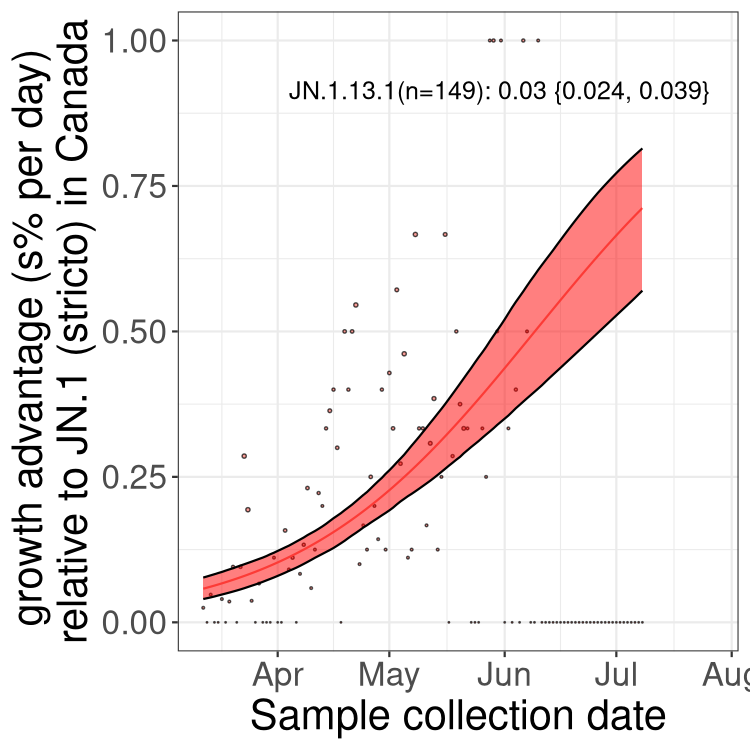 growth advantage (s% per day)
relative to JN.1 (stricto) in Canada
1.00
0.75
0.50
0.25
0.00
JN.1.13.1(n=149): 0.03 {0.024, 0.039}
Apr May Jun Jul Aug
Sample collection date